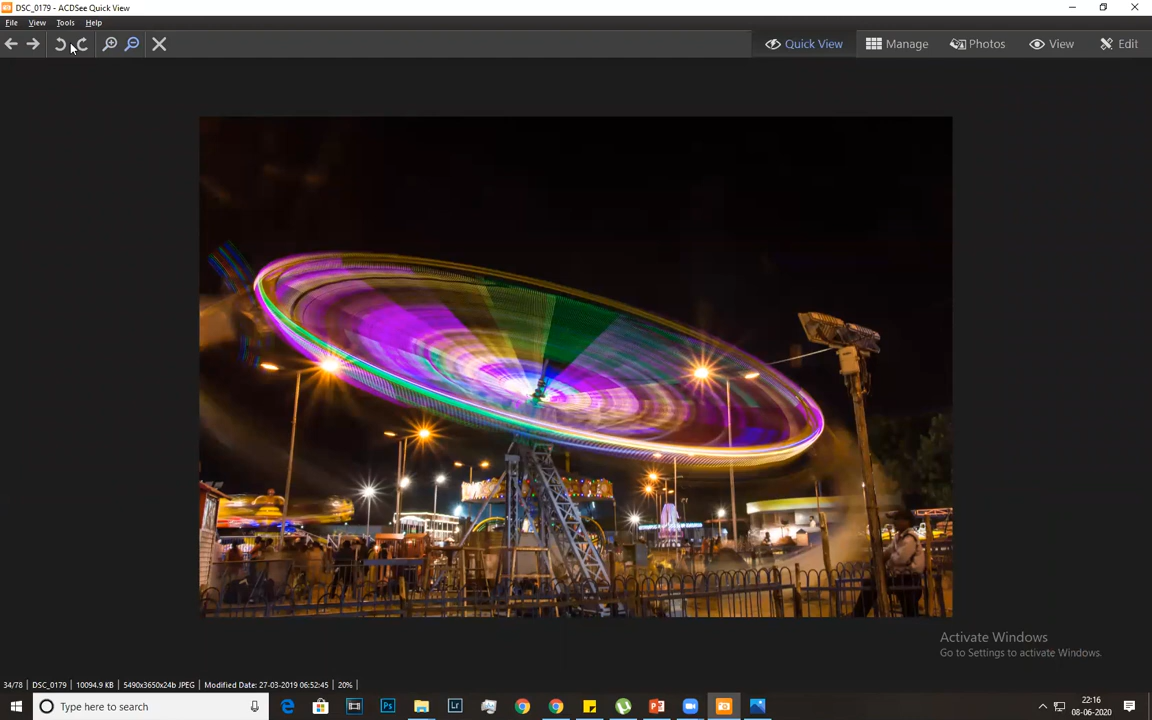 DSC_0179 - ACDSee Quick View
File View Tools Help
Quick View Manage Photos View Edit
Activate Windows
Go to Settings to activate Windows.
34/78 DSC_0179 10094.9 KB 5490x3650x24b JPEG Modified Date: 27-03-2019 06:52:45 20%
Type here to search
Ps
Lr
22:16
08-06-2020